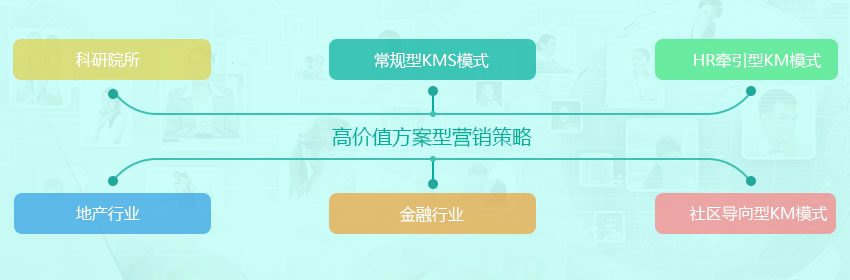 科研院所
常规型KMS模式
HR牵引型KM模式
高价值方案型营销策略
地产行业
金融行业
社区导向型KM模式